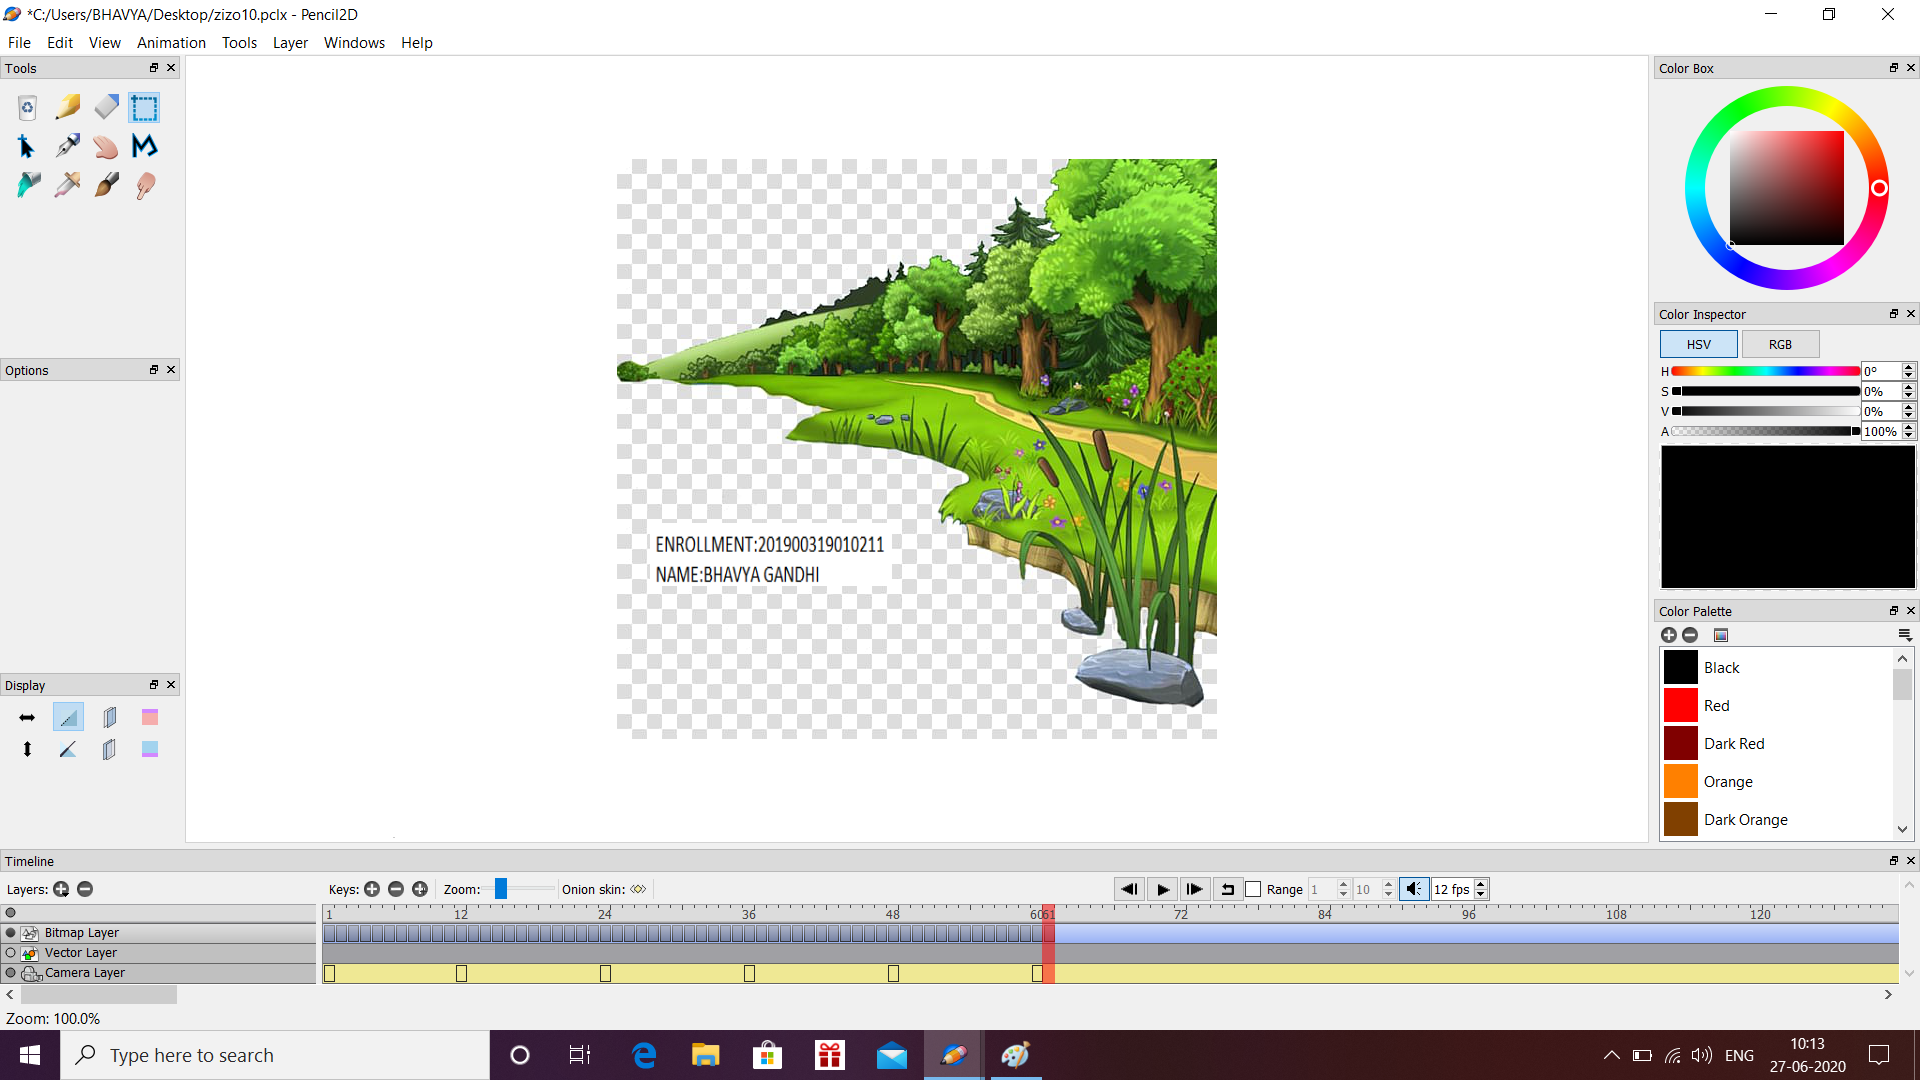 *C:/Users/BHAVYA/Desktop/zizo10.pclx - Pencil2D
File Edit View Animation Tools Layer Windows Help
Tools
Options
Display
ENROLLMENT:201900319010211
NAME:BHAVYA GANDHI
Color Box
Color Inspector
HSV RGB
H 0º
S 0%
V 0%
A 100%
Color Palette
Black
Red
Dark Red
Orange
Dark Orange
Timeline
Layers: Keys: Zoom: Onion skin: Range 1 10 12 fps
1 12 24 36 48 60 61 72 84 96 108 120
Bitmap Layer
Vector Layer
Camera Layer
Zoom: 100.0%
Type here to search
ENG
10:13
27-06-2020